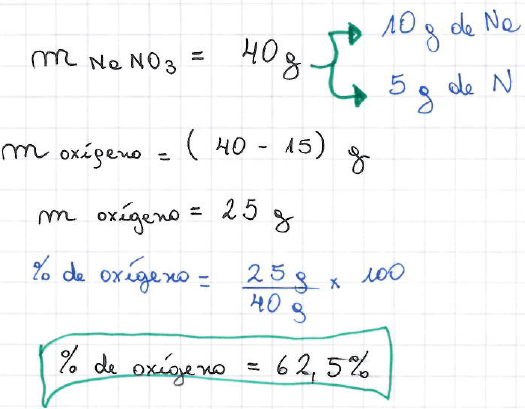 m NaNO3 = 40 g
10 g de Na
5 g de N
m oxígeno = ( 40 - 15) g
m oxígeno = 25 g
% de oxígeno = 25 g / 40 g x 100
% de oxígeno = 62,5%